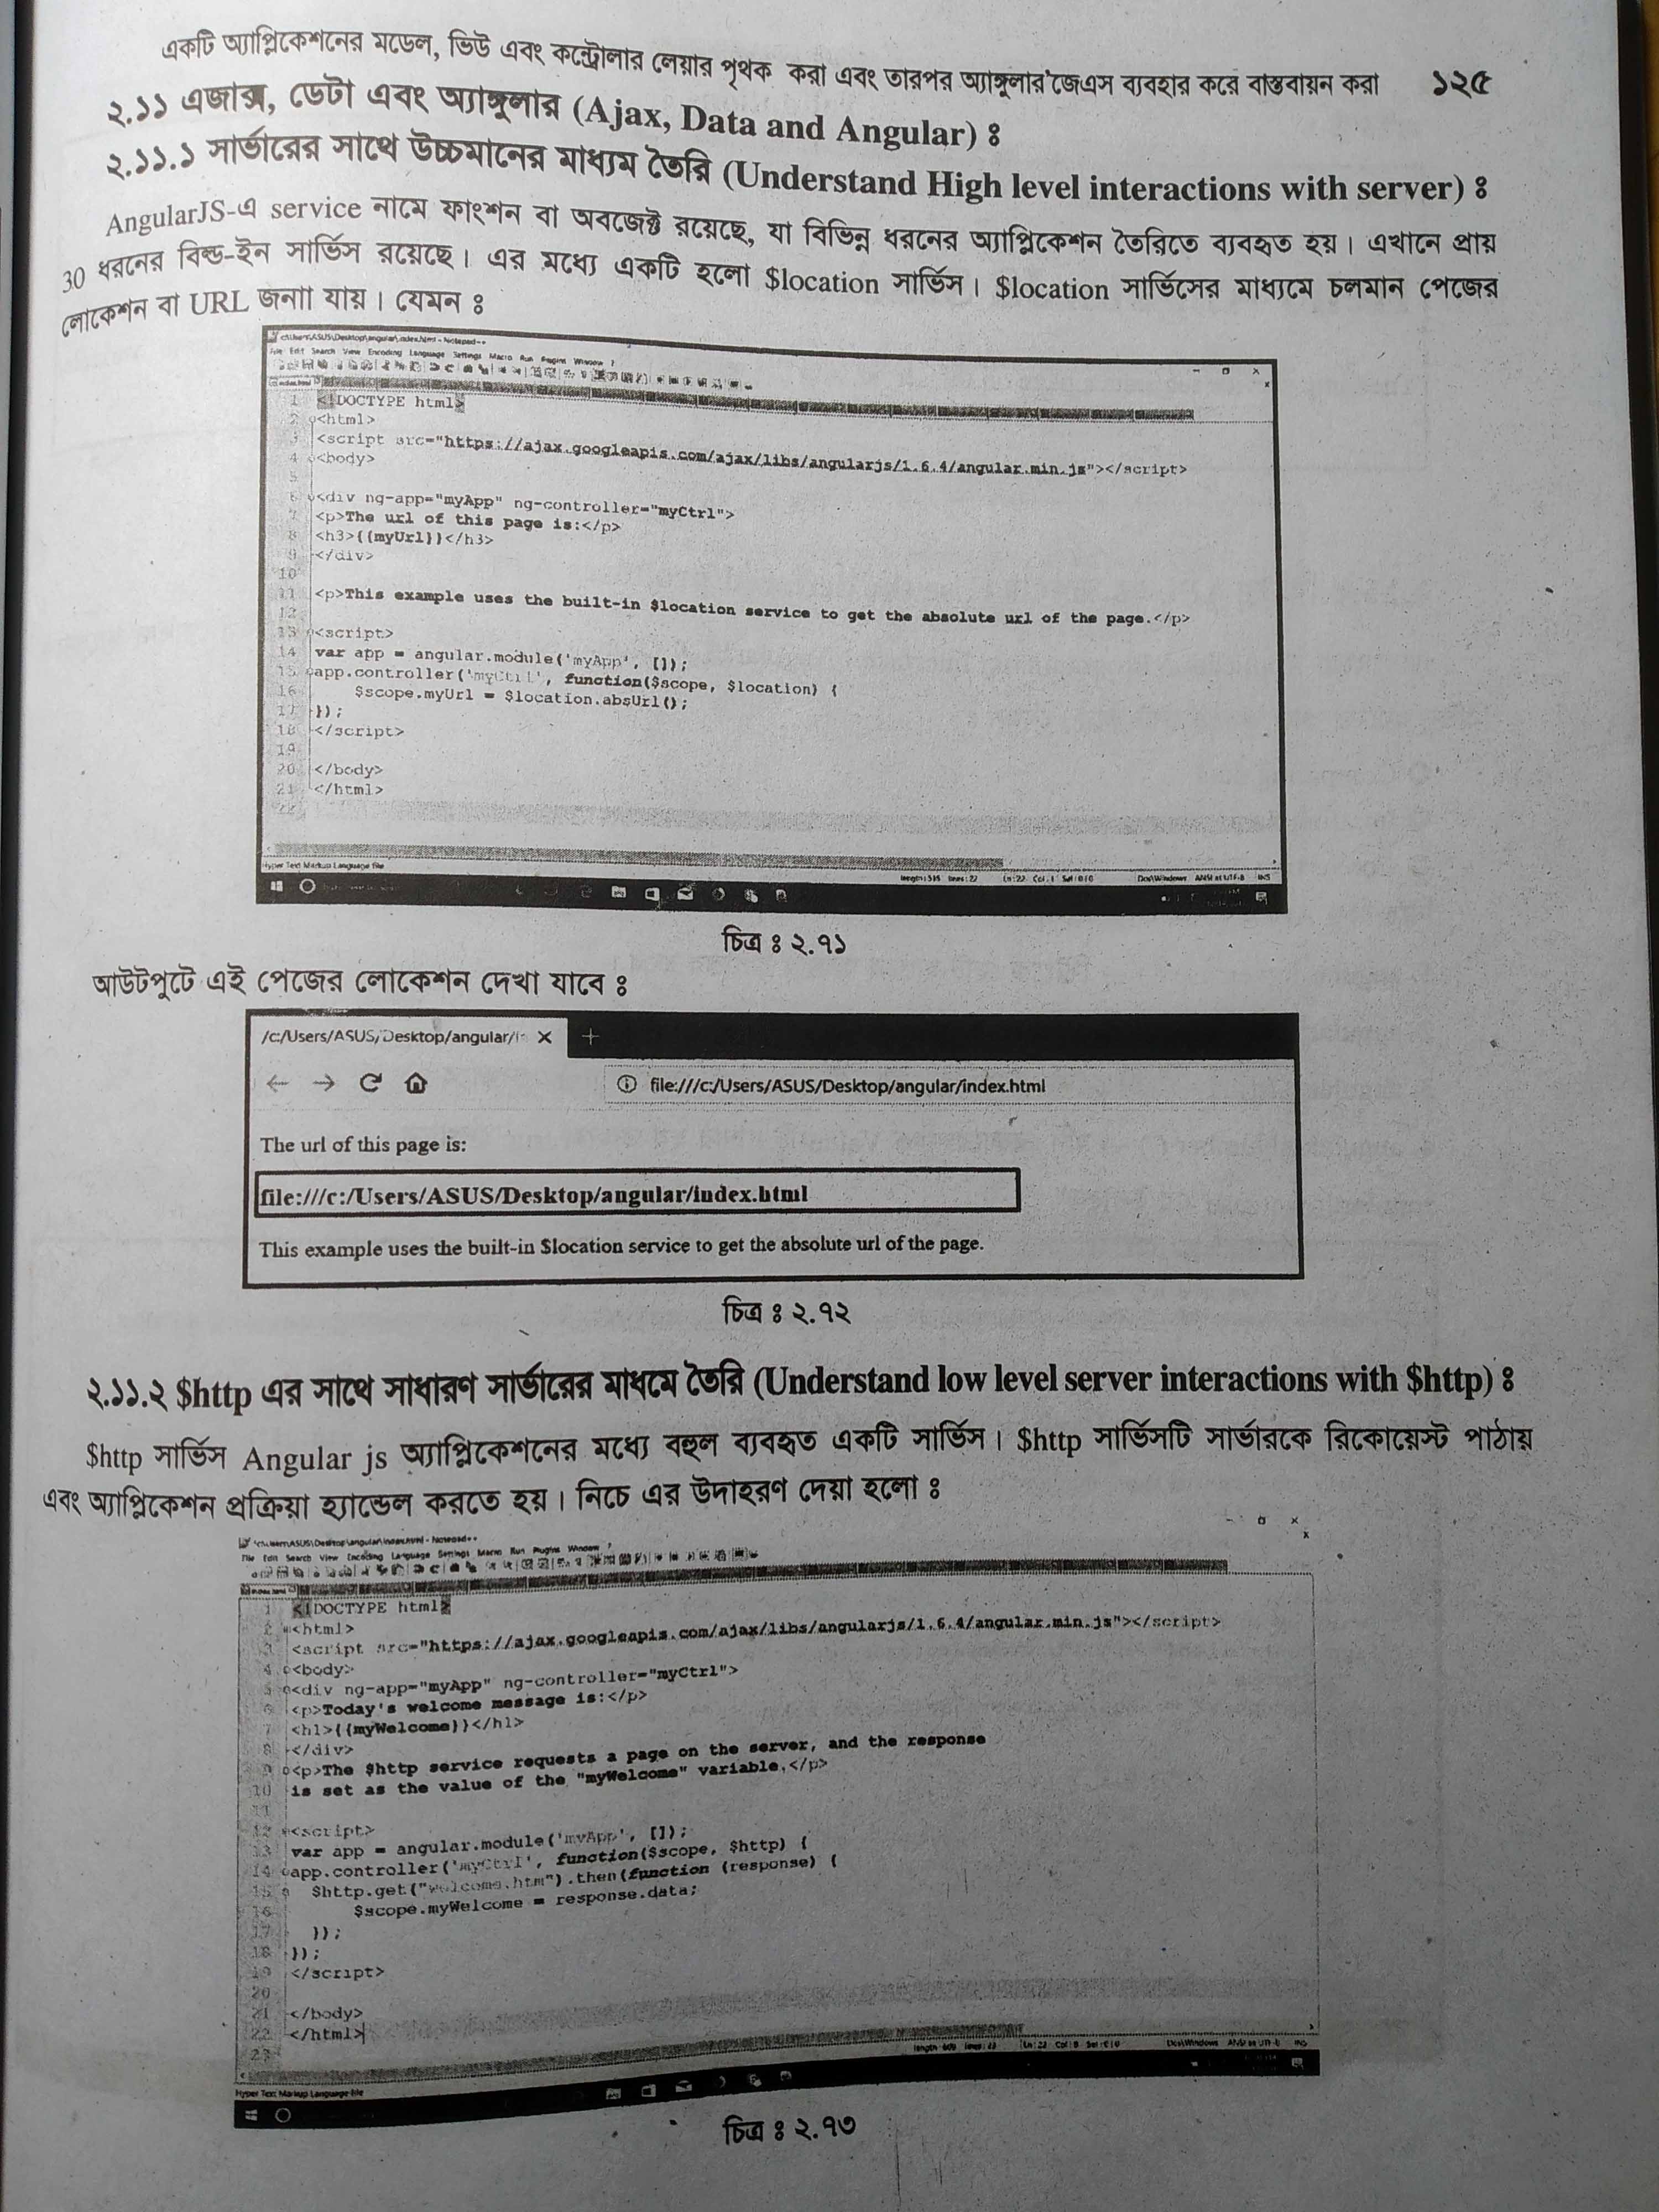 একটি অ্যাপ্লিকেশনের মডেল, ভিউ এবং কন্ট্রোলার লেয়ার পৃথক করা এবং তারপর অ্যাঙ্গুলার জেএস ব্যবহার করে বাস্তবায়ন করা ১২৫
২.১১ এজাক্স, ডেটা এবং অ্যাঙ্গুলার (Ajax, Data and Angular) ঃ
২.১১.১ সার্ভারের সাথে উচ্চমানের মাধ্যম তৈরি (Understand High level interactions with server) ঃ
AngularJS-এ service নামে ফাংশন বা অবজেক্ট রয়েছে, যা বিভিন্ন ধরনের অ্যাপ্লিকেশন তৈরিতে ব্যবহৃত হয়। এখানে প্রায়
30 ধরনের বিল্ড-ইন সার্ভিস রয়েছে। এর মধ্যে একটি হলো $location সার্ভিস। $location সার্ভিসের মাধ্যমে চলমান পেজের
লোকেশন বা URL জনাা যায়। যেমন ঃ
c:\Users\ASUS\Desktop\angular\index.html - Notepad++
File Edit Search View Encoding Language Settings Macro Run Plugins Window ?
index.html
1 <!DOCTYPE html>
2 <html>
3 <script src="https://ajax.googleapis.com/ajax/libs/angularjs/1.6.4/angular.min.js"></script>
4 <body>
5
6 <div ng-app="myApp" ng-controller="myCtrl">
7 <p>The url of this page is:</p>
8 <h3>{{myUrl}}</h3>
9 </div>
10
11 <p>This example uses the built-in $location service to get the absolute url of the page.</p>
12
13 <script>
14 var app = angular.module('myApp', []);
15 app.controller('myCtrl', function($scope, $location) {
16 $scope.myUrl = $location.absUrl();
17 });
18 </script>
19
20 </body>
21 </html>
22
Hyper Text Markup Language file length : 515 lines : 22 Ln : 22 Col : 1 Sel : 0 | 0 Dos\Windows ANSI as UTF-8 INS
চিত্র ঃ ২.৭১
আউটপুটে এই পেজের লোকেশন দেখা যাবে ঃ
/c:/Users/ASUS/Desktop/angular/i
file:///c:/Users/ASUS/Desktop/angular/index.html
The url of this page is:
file:///c:/Users/ASUS/Desktop/angular/index.html
This example uses the built-in $location service to get the absolute url of the page.
চিত্র ঃ ২.৭২
২.১১.২ $http এর সাথে সাধারণ সার্ভারের মাধমে তৈরি (Understand low level server interactions with $http) ঃ
$http সার্ভিস Angular js অ্যাপ্লিকেশনের মধ্যে বহুল ব্যবহৃত একটি সার্ভিস। $http সার্ভিসটি সার্ভারকে রিকোয়েস্ট পাঠায়
এবং অ্যাপ্লিকেশন প্রক্রিয়া হ্যান্ডেল করতে হয়। নিচে এর উদাহরণ দেয়া হলো ঃ
*c:\Users\ASUS\Desktop\angular\index.html - Notepad++
File Edit Search View Encoding Language Settings Macro Run Plugins Window ?
index.html
1 <!DOCTYPE html>
2 <html>
3 <script src="https://ajax.googleapis.com/ajax/libs/angularjs/1.6.4/angular.min.js"></script>
4 <body>
5 <div ng-app="myApp" ng-controller="myCtrl">
6 <p>Today's welcome message is:</p>
7 <h1>{{myWelcome}}</h1>
8 </div>
9 <p>The $http service requests a page on the server, and the response
10 is set as the value of the "myWelcome" variable.</p>
11
12 <script>
13 var app = angular.module('myApp', []);
14 app.controller('myCtrl', function($scope, $http) {
15 $http.get("welcome.htm").then(function (response) {
16 $scope.myWelcome = response.data;
17 });
18 });
19 </script>
20
21 </body>
22 </html>
23
Hyper Text Markup Language file Ln : 22 Col : 8 Sel : 0 | 0 Dos\Windows ANSI as UTF-8 INS
চিত্র ঃ ২.৭৩